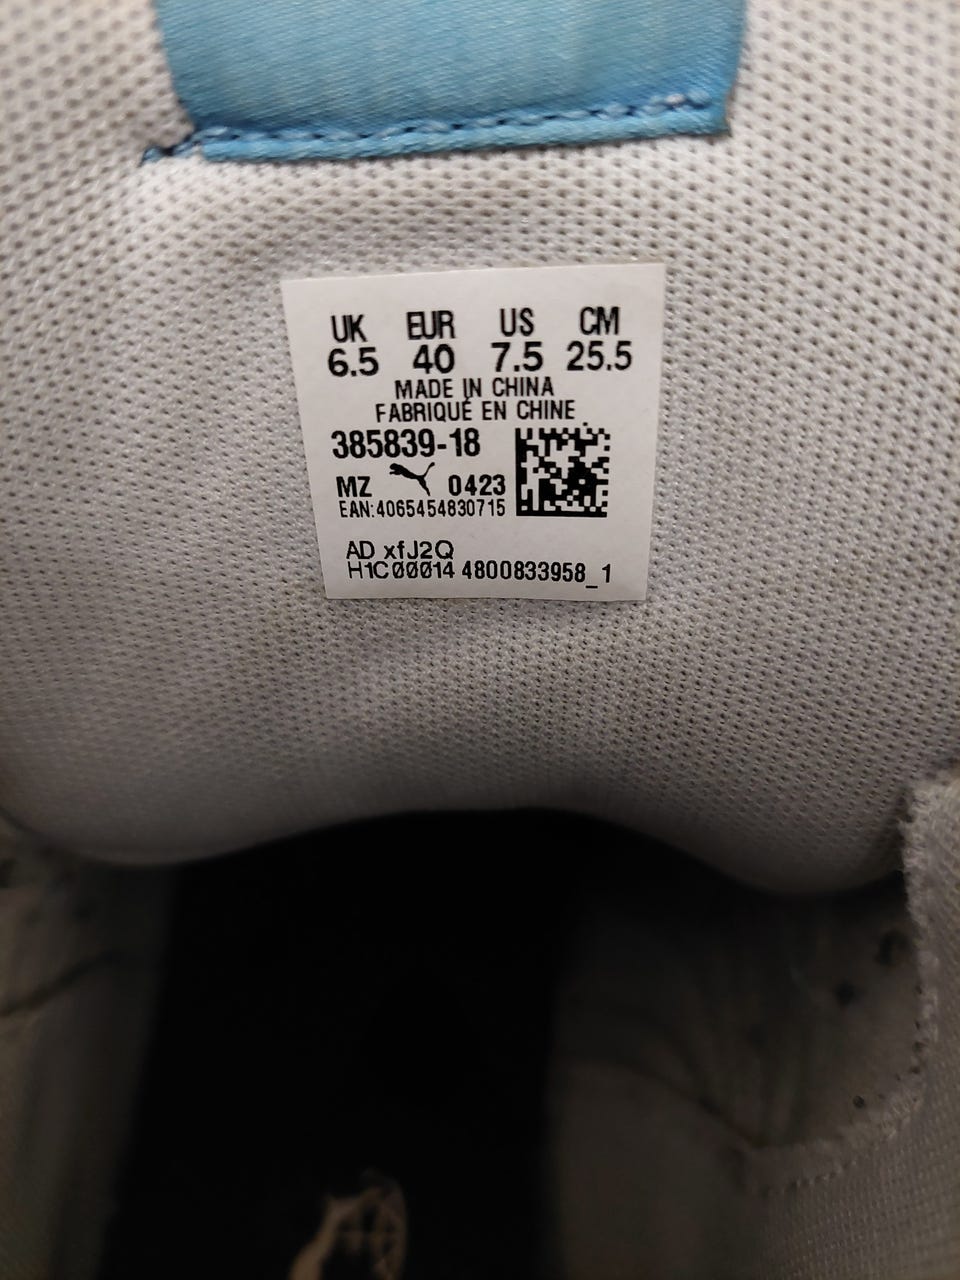 UK EUR US CM
6.5 40 7.5 25.5
MADE IN CHINA
FABRIQUÉ EN CHINE
385839-18
MZ 0423
EAN:4065454830715
AD xfJ2Q
H1C00014 4800833958_1